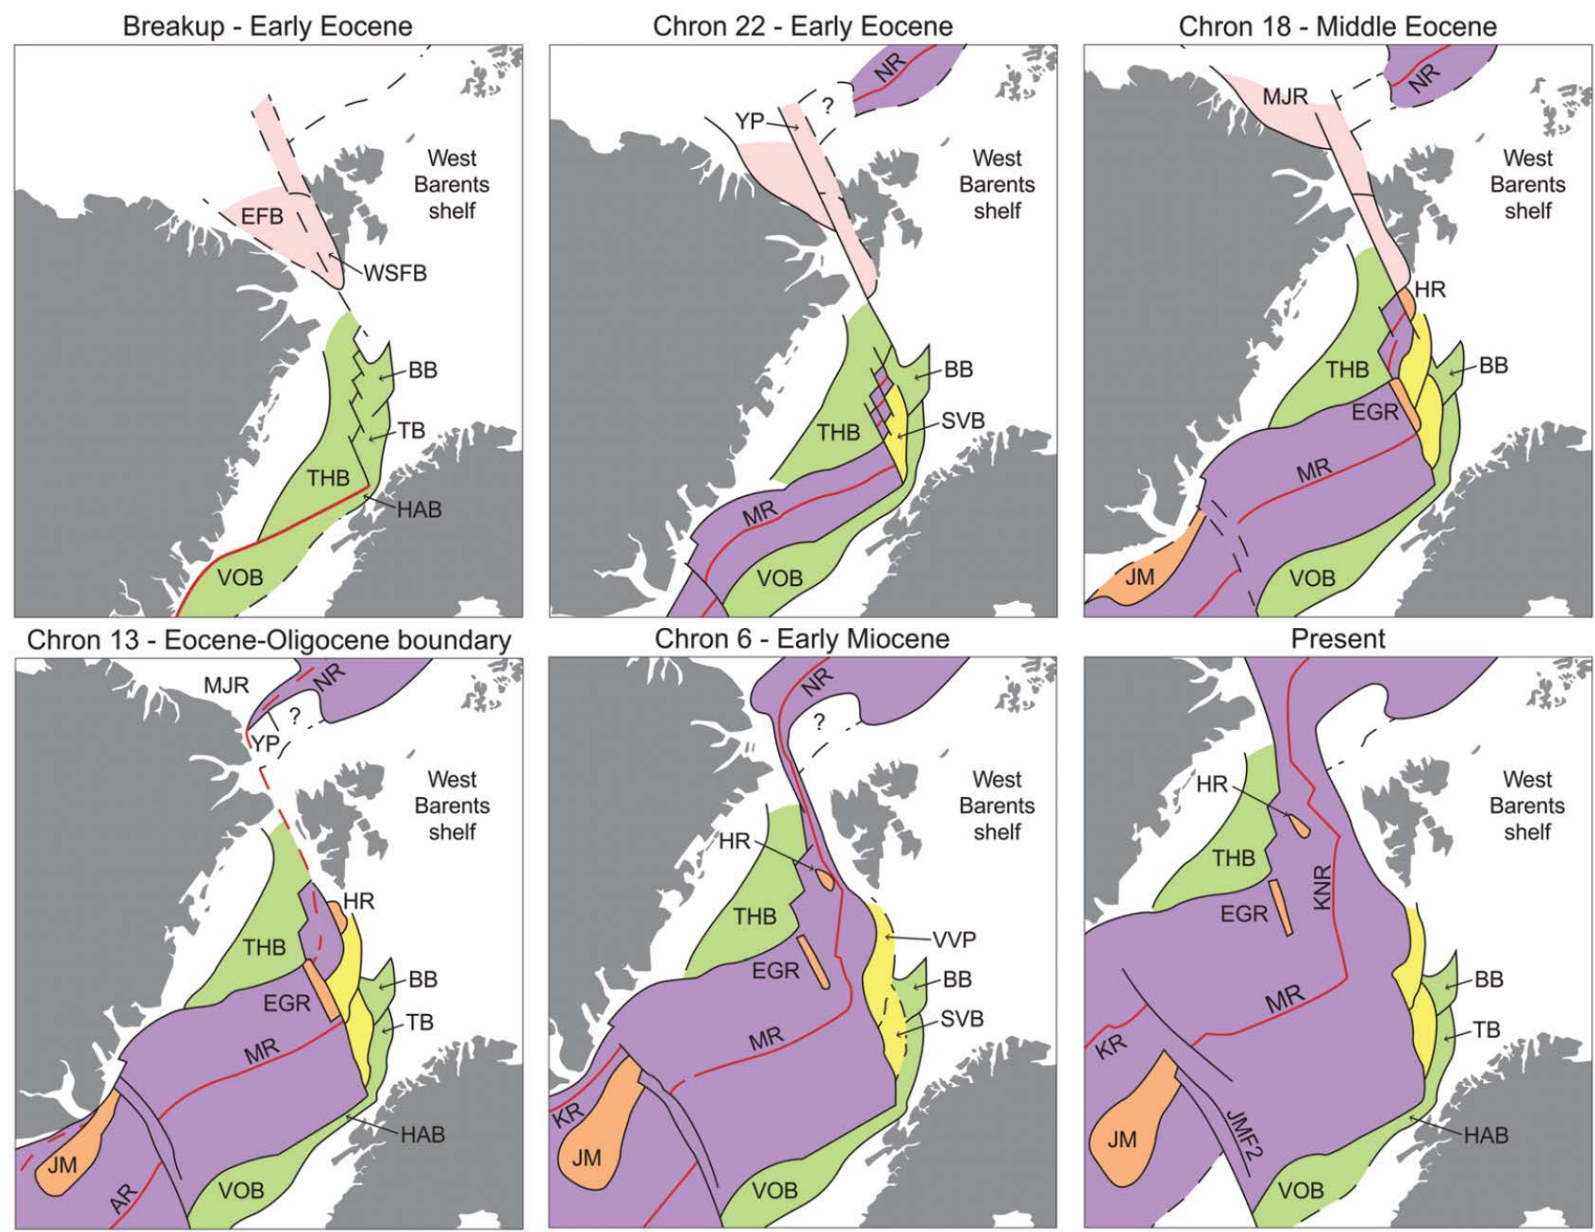 Breakup - Early Eocene
EFB
West
Barents
shelf
WSFB
BB
TB
THB
HAB
VOB
Chron 22 - Early Eocene
NR
YP
?
West
Barents
shelf
BB
SVB
THB
MR
VOB
Chron 18 - Middle Eocene
MJR
NR
West
Barents
shelf
HR
THB
BB
EGR
MR
JM
VOB
Chron 13 - Eocene-Oligocene boundary
MJR
NR
?
YP
West
Barents
shelf
HR
THB
BB
EGR
TB
MR
HAB
JM
AR
VOB
Chron 6 - Early Miocene
NR
?
West
Barents
shelf
HR
THB
VVP
EGR
BB
SVB
MR
KR
JM
VOB
Present
HR
West
Barents
shelf
THB
KNR
EGR
BB
MR
TB
KR
JM
JMF2
HAB
VOB